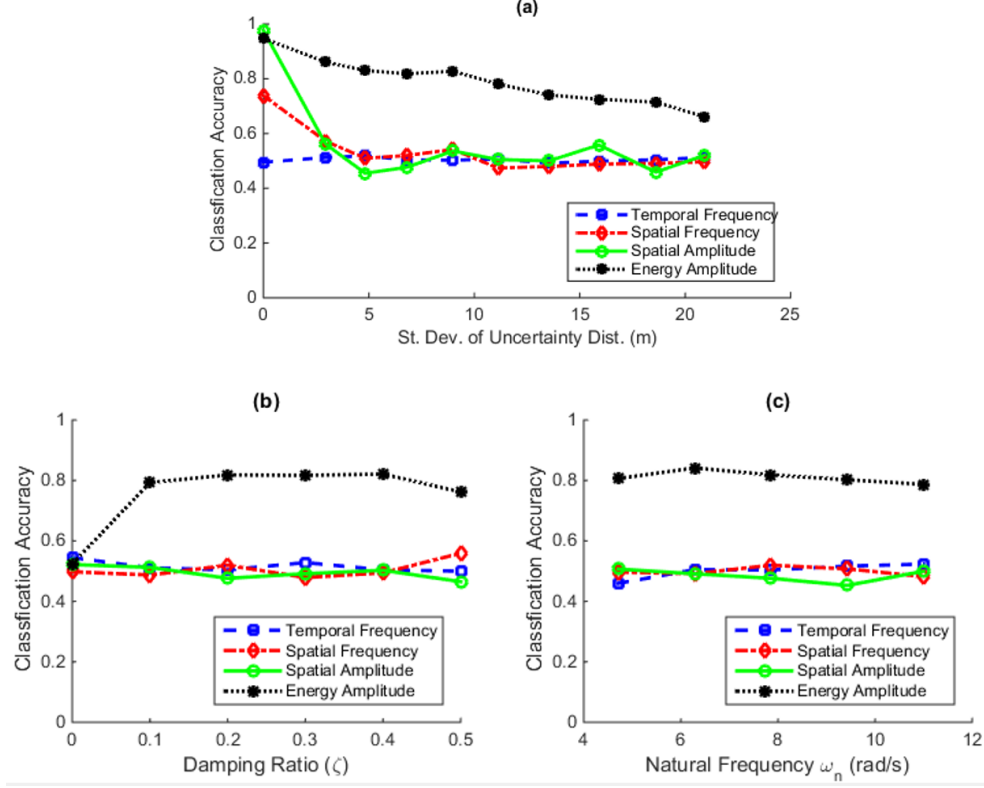 (a)
1
0.8
0.6
0.4
0.2
0
Classfication Accuracy
Temporal Frequency
Spatial Frequency
Spatial Amplitude
Energy Amplitude
0 5 10 15 20 25
St. Dev. of Uncertainty Dist. (m)
(b)
1
0.8
0.6
0.4
0.2
0
Classfication Accuracy
Temporal Frequency
Spatial Frequency
Spatial Amplitude
Energy Amplitude
0 0.1 0.2 0.3 0.4 0.5
Damping Ratio (ζ)
(c)
1
0.8
0.6
0.4
0.2
0
Classfication Accuracy
Temporal Frequency
Spatial Frequency
Spatial Amplitude
Energy Amplitude
4 6 8 10 12
Natural Frequency ω_n (rad/s)